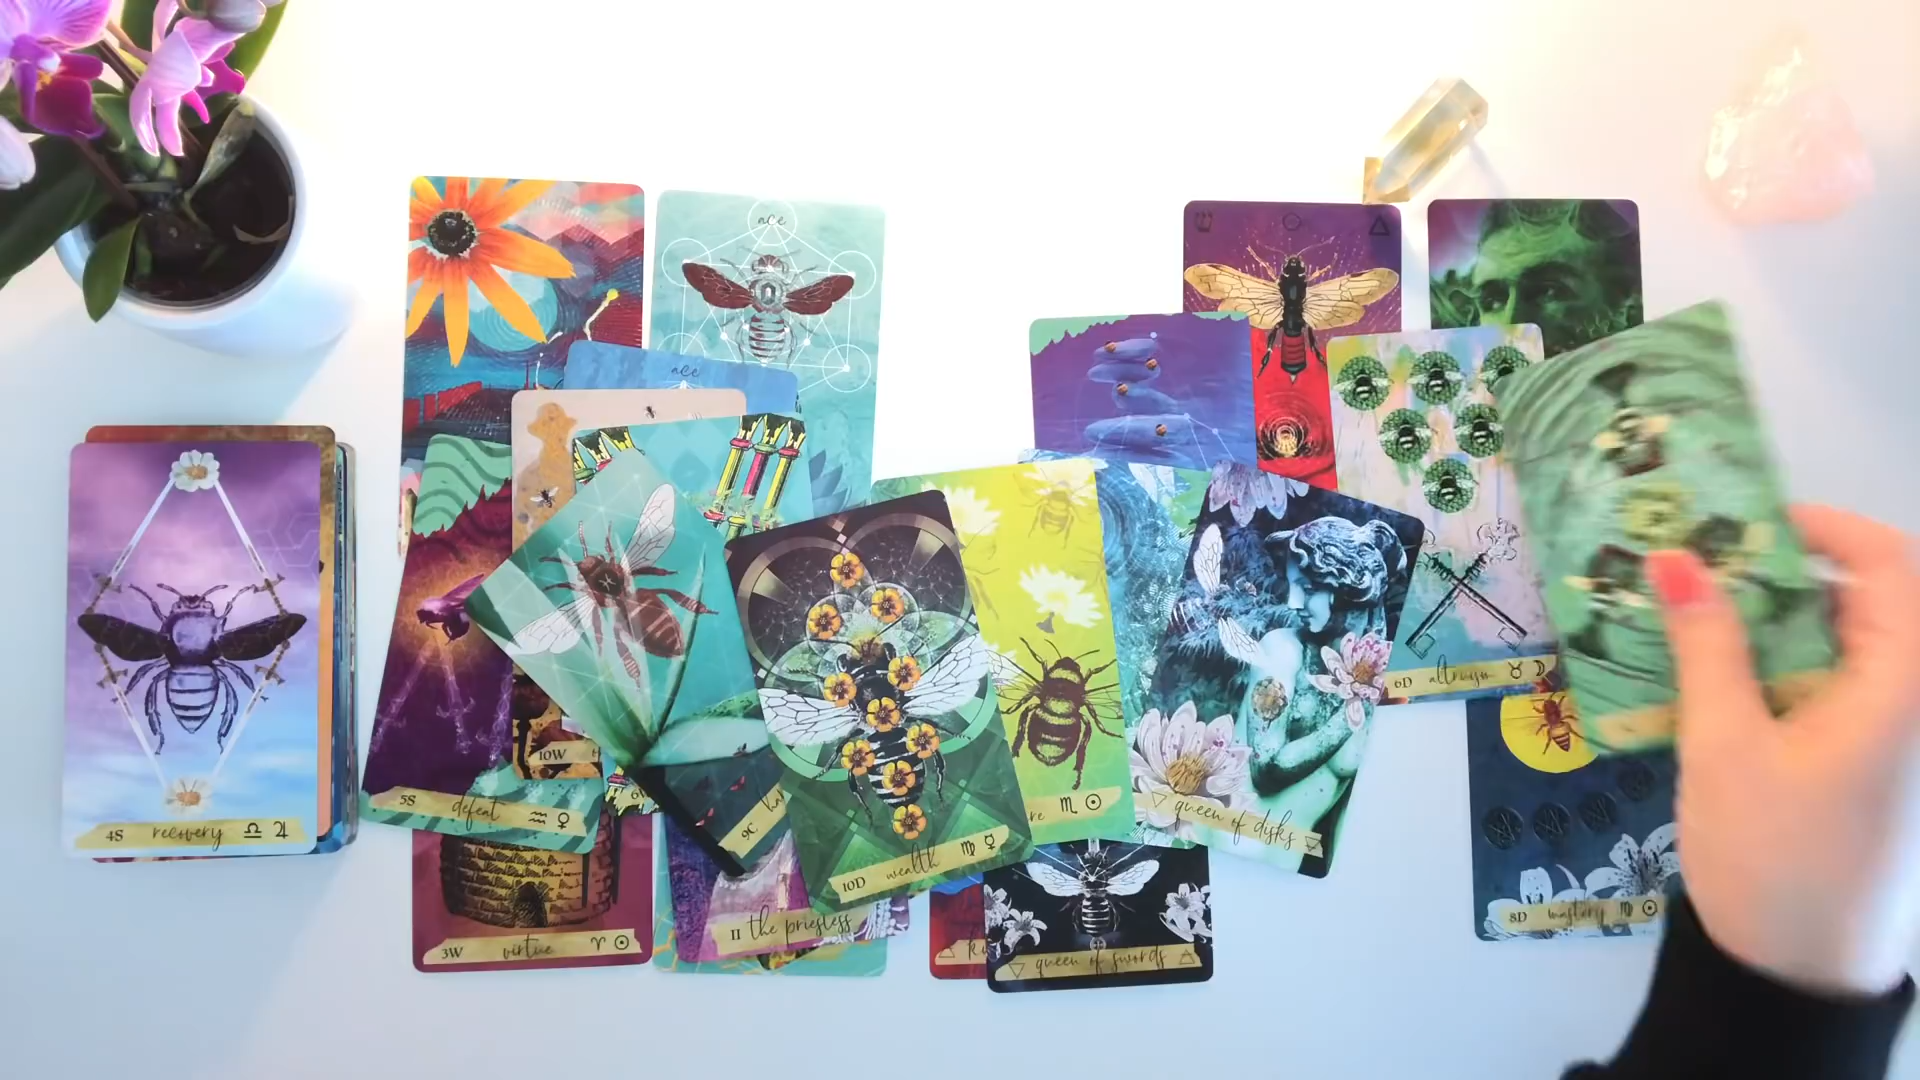 ace
ace
6D altruism
10W
5S defeat
9C
10D wealth
queen of disks
4S recovery
8D mastery
II the priestess
3W virtue
queen of swords